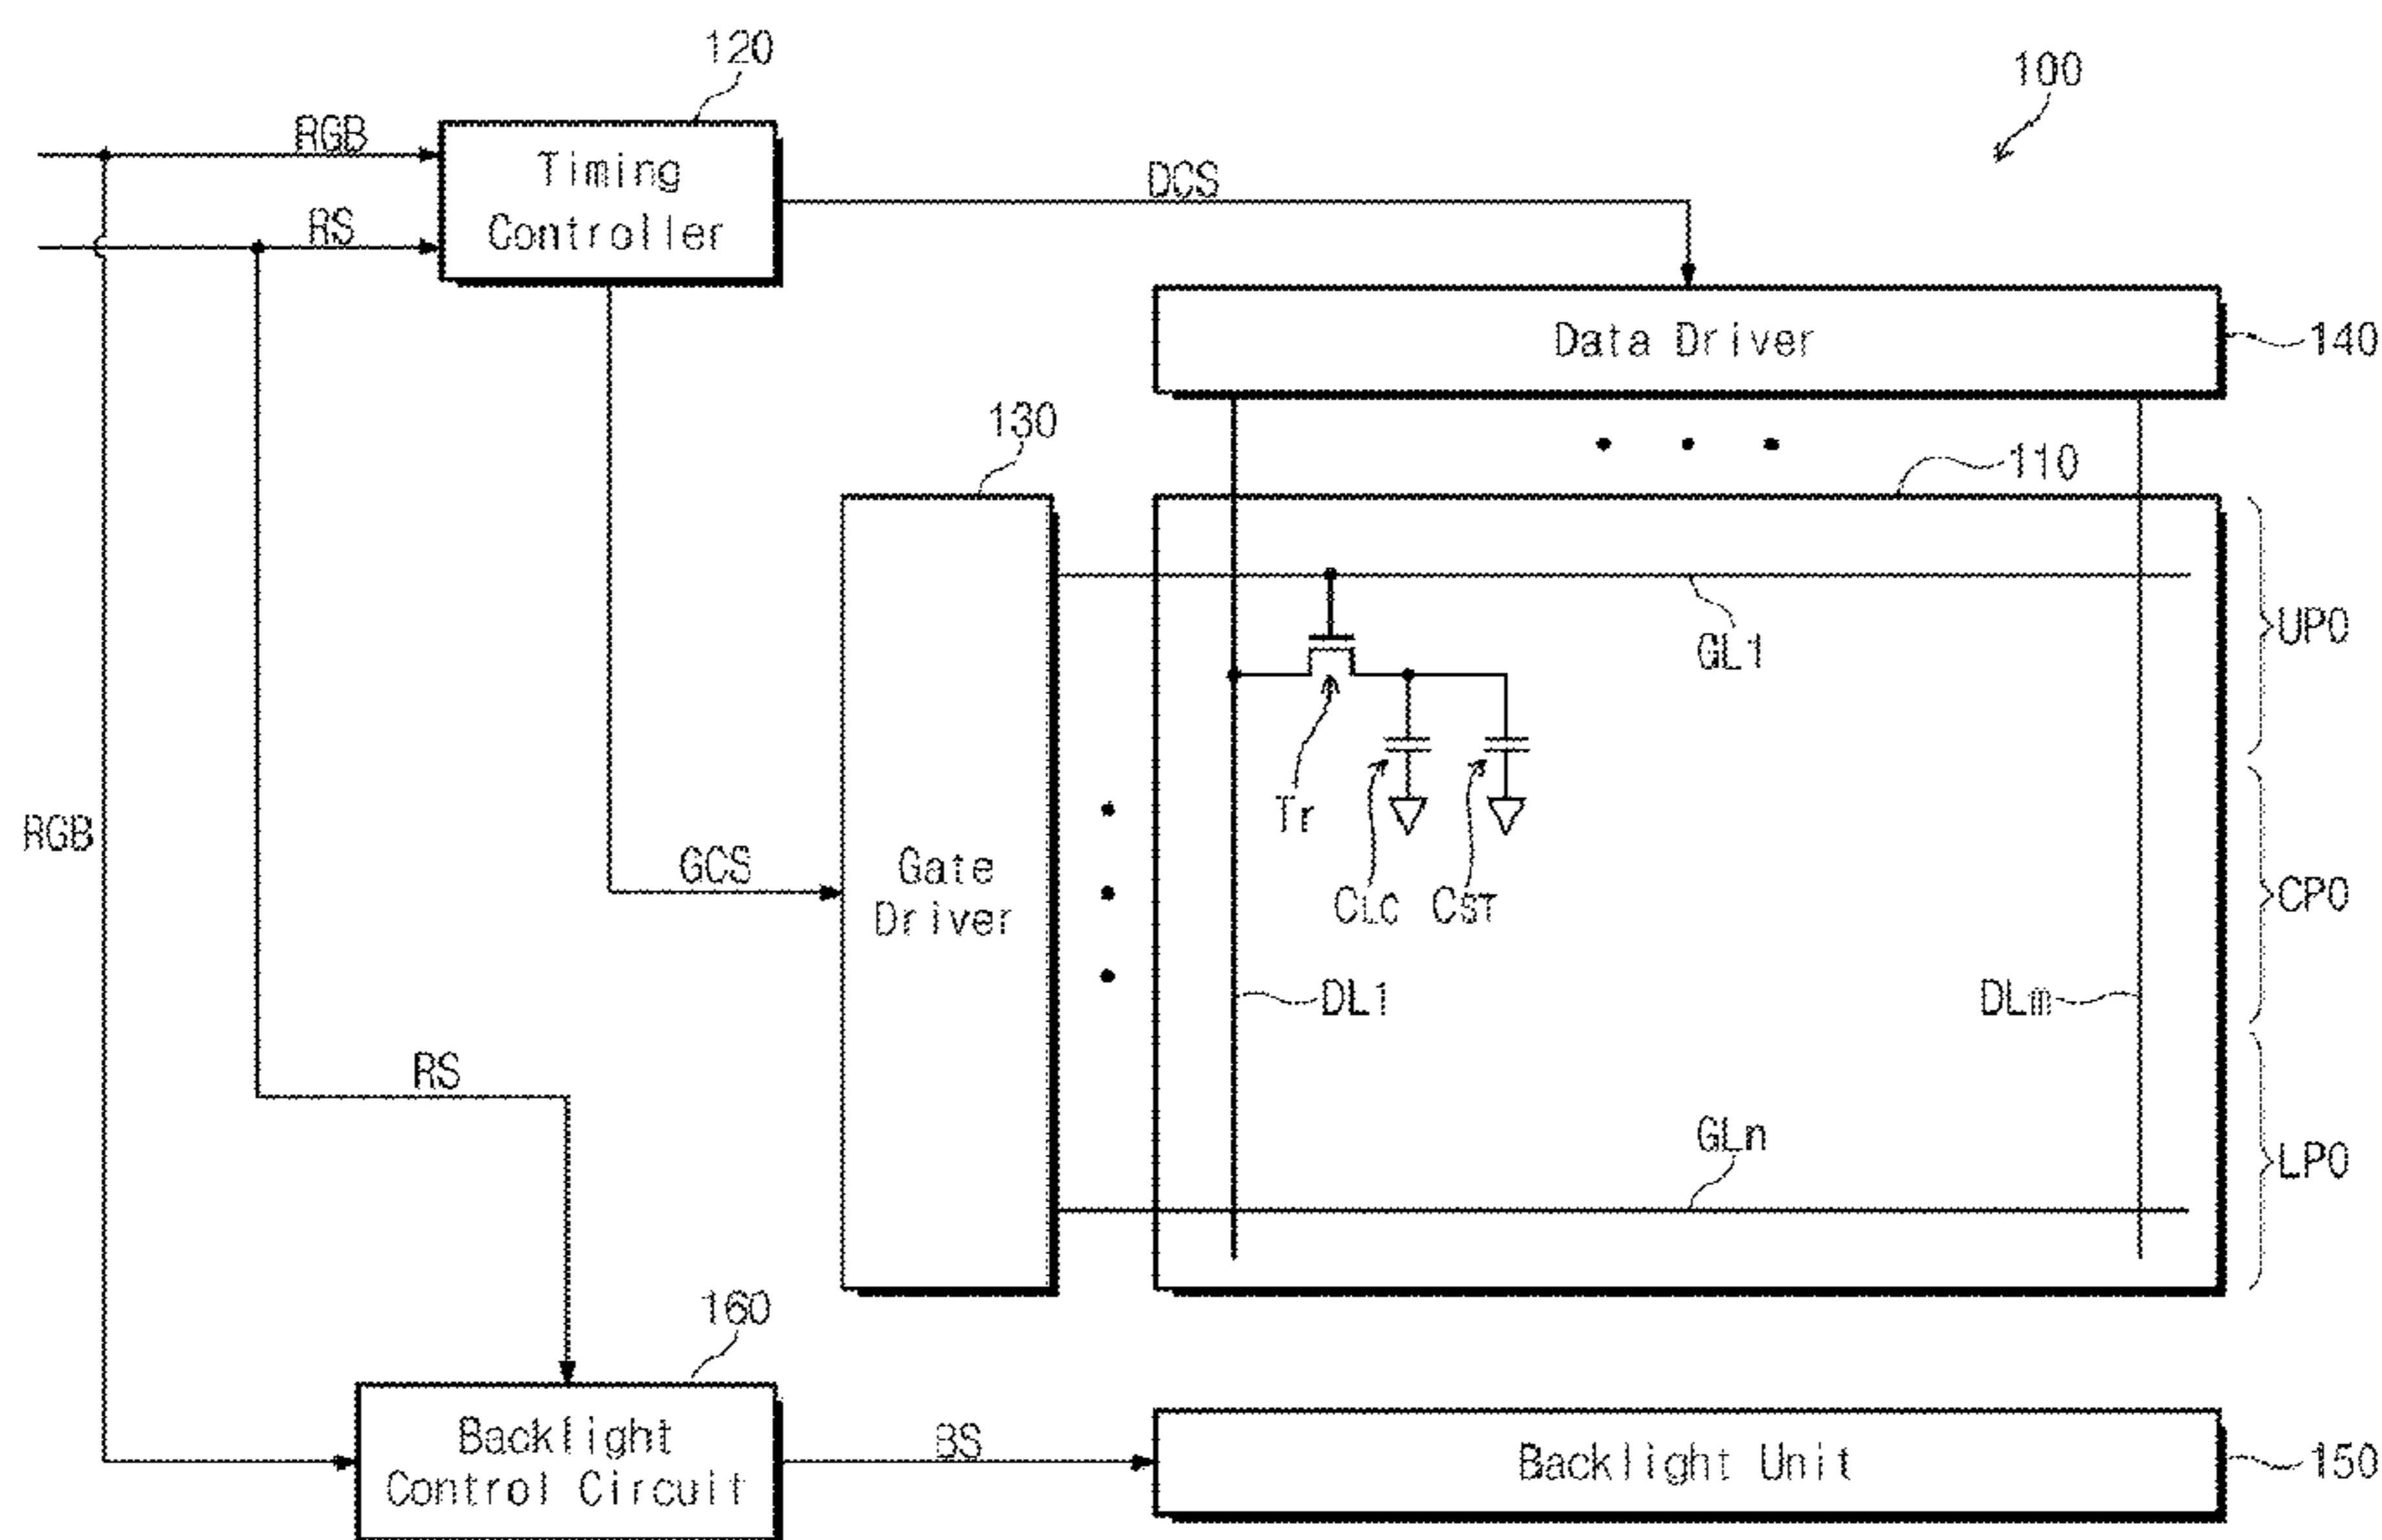 120
100
RGB
Timing
Controller
DCS
RS
Data Driver
140
130
110
UP0
GL1
Tr
RGB
GCS
Gate
Driver
CLC
CST
CP0
DL1
DLm
RS
GLn
LP0
160
Backlight
Control Circuit
BS
Backlight Unit
150